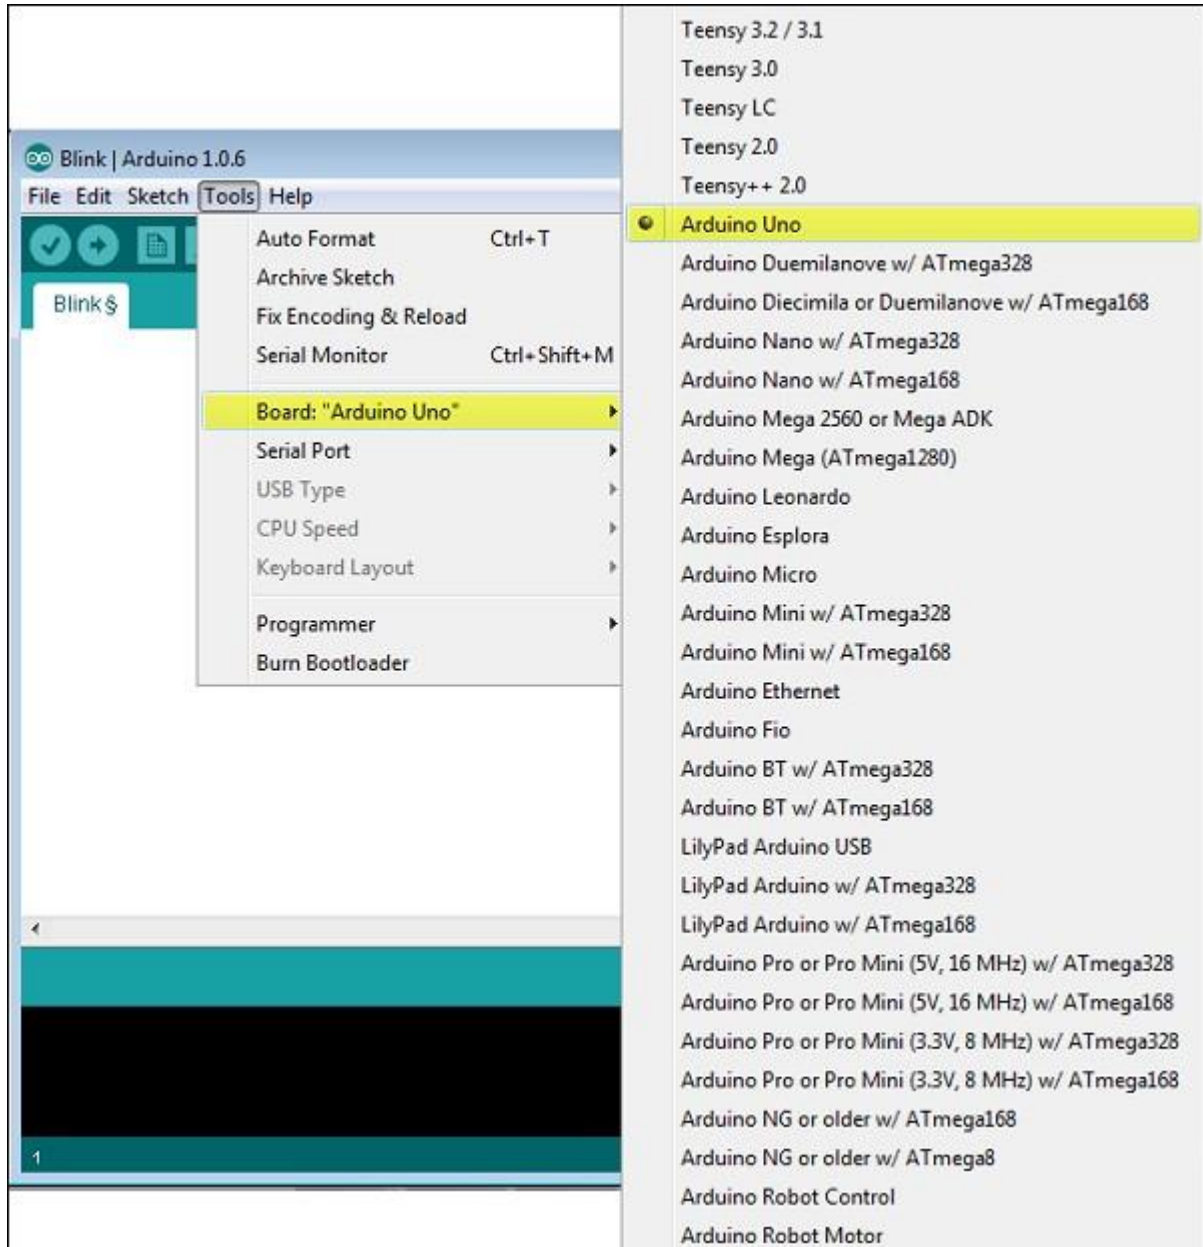 Blink | Arduino 1.0.6
File Edit Sketch Tools Help
Blink §
Auto Format Ctrl+T
Archive Sketch
Fix Encoding & Reload
Serial Monitor Ctrl+Shift+M
Board: "Arduino Uno"
Serial Port
USB Type
CPU Speed
Keyboard Layout
Programmer
Burn Bootloader
1
Teensy 3.2 / 3.1
Teensy 3.0
Teensy LC
Teensy 2.0
Teensy++ 2.0
Arduino Uno
Arduino Duemilanove w/ ATmega328
Arduino Diecimila or Duemilanove w/ ATmega168
Arduino Nano w/ ATmega328
Arduino Nano w/ ATmega168
Arduino Mega 2560 or Mega ADK
Arduino Mega (ATmega1280)
Arduino Leonardo
Arduino Esplora
Arduino Micro
Arduino Mini w/ ATmega328
Arduino Mini w/ ATmega168
Arduino Ethernet
Arduino Fio
Arduino BT w/ ATmega328
Arduino BT w/ ATmega168
LilyPad Arduino USB
LilyPad Arduino w/ ATmega328
LilyPad Arduino w/ ATmega168
Arduino Pro or Pro Mini (5V, 16 MHz) w/ ATmega328
Arduino Pro or Pro Mini (5V, 16 MHz) w/ ATmega168
Arduino Pro or Pro Mini (3.3V, 8 MHz) w/ ATmega328
Arduino Pro or Pro Mini (3.3V, 8 MHz) w/ ATmega168
Arduino NG or older w/ ATmega168
Arduino NG or older w/ ATmega8
Arduino Robot Control
Arduino Robot Motor